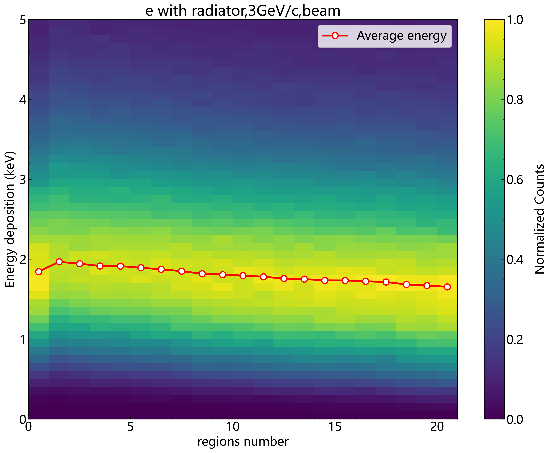 e with radiator,3GeV/c,beam
Average energy
Energy deposition (keV)
5
4
3
2
1
0
0 5 10 15 20
regions number
1.0
0.8
0.6
0.4
0.2
0.0
Normalized Counts